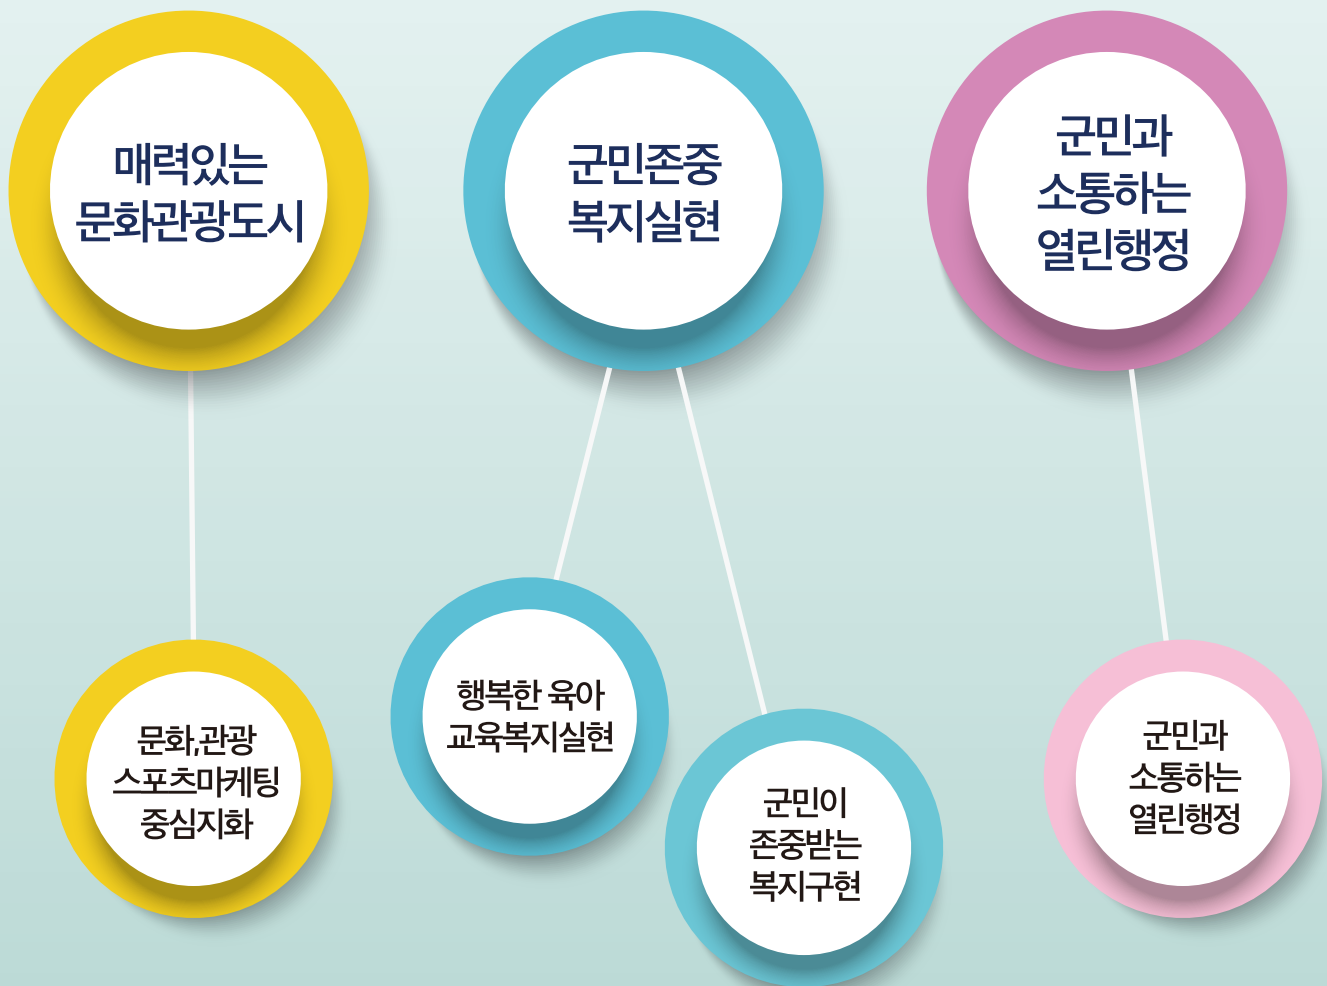 매력있는
문화관광도시
군민존중
복지실현
군민과
소통하는
열린행정
문화,관광
스포츠마케팅
중심지화
행복한 육아
교육복지실현
군민이
존중받는
복지구현
군민과
소통하는
열린행정